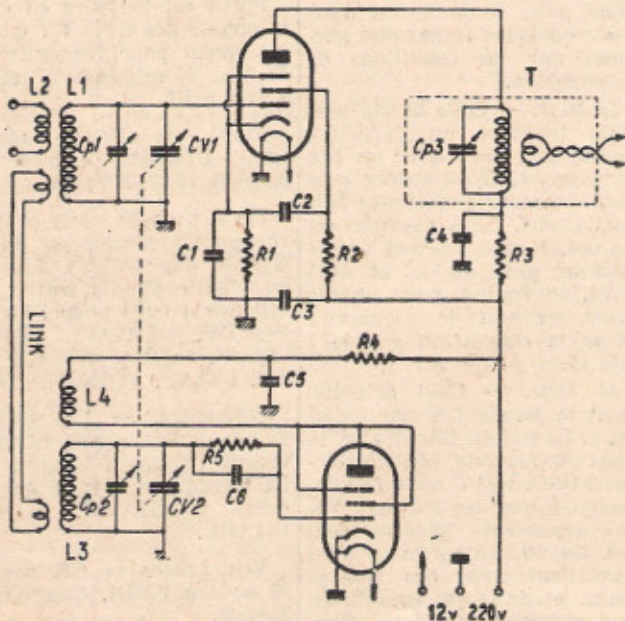 T
L2 L1
Cp1 CV1
Cp3
C2
C1 R1 R2
C4 R3
C3
LINK
R4
L4
C5
R5
C6
Cp2 CV2
L3
12v 220v